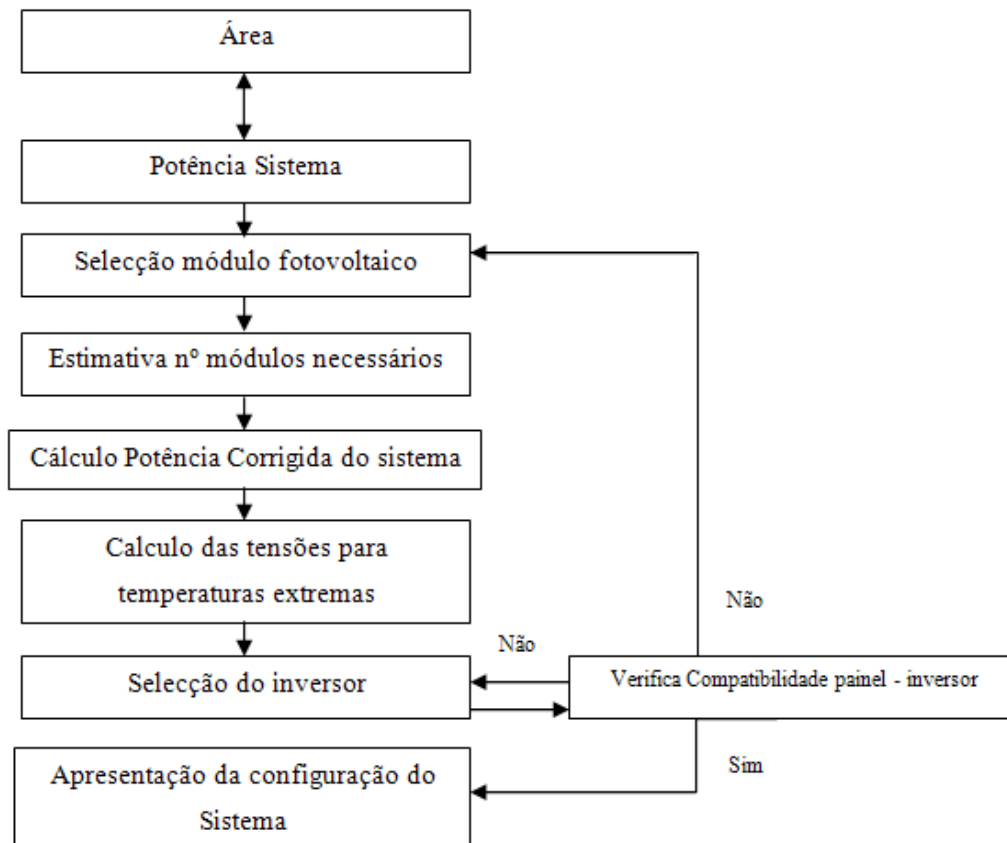 Área
Potência Sistema
Selecção módulo fotovoltaico
Estimativa nº módulos necessários
Cálculo Potência Corrigida do sistema
Calculo das tensões para
temperaturas extremas
Não
Não
Selecção do inversor
Verifica Compatibilidade painel - inversor
Sim
Apresentação da configuração do
Sistema